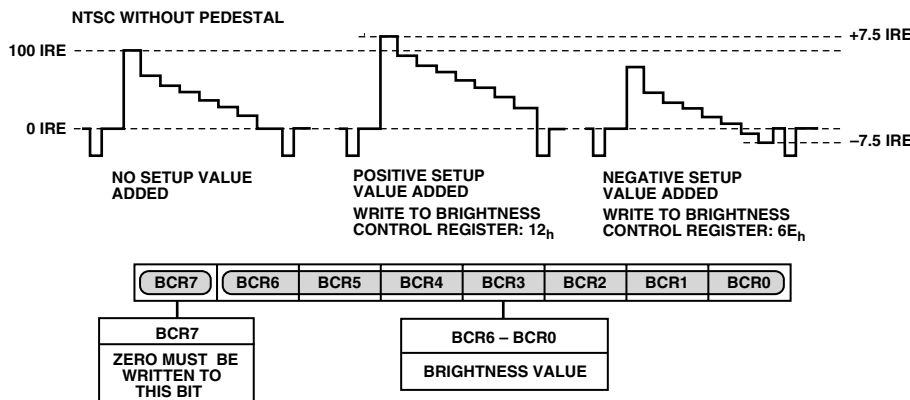 NTSC WITHOUT PEDESTAL
100 IRE
+7.5 IRE
0 IRE
–7.5 IRE
NO SETUP VALUE
ADDED
POSITIVE SETUP
VALUE ADDED
WRITE TO BRIGHTNESS
CONTROL REGISTER: 12h
NEGATIVE SETUP
VALUE ADDED
WRITE TO BRIGHTNESS
CONTROL REGISTER: 6Eh
BCR7 BCR6 BCR5 BCR4 BCR3 BCR2 BCR1 BCR0
BCR7
ZERO MUST BE
WRITTEN TO
THIS BIT
BCR6 – BCR0
BRIGHTNESS VALUE